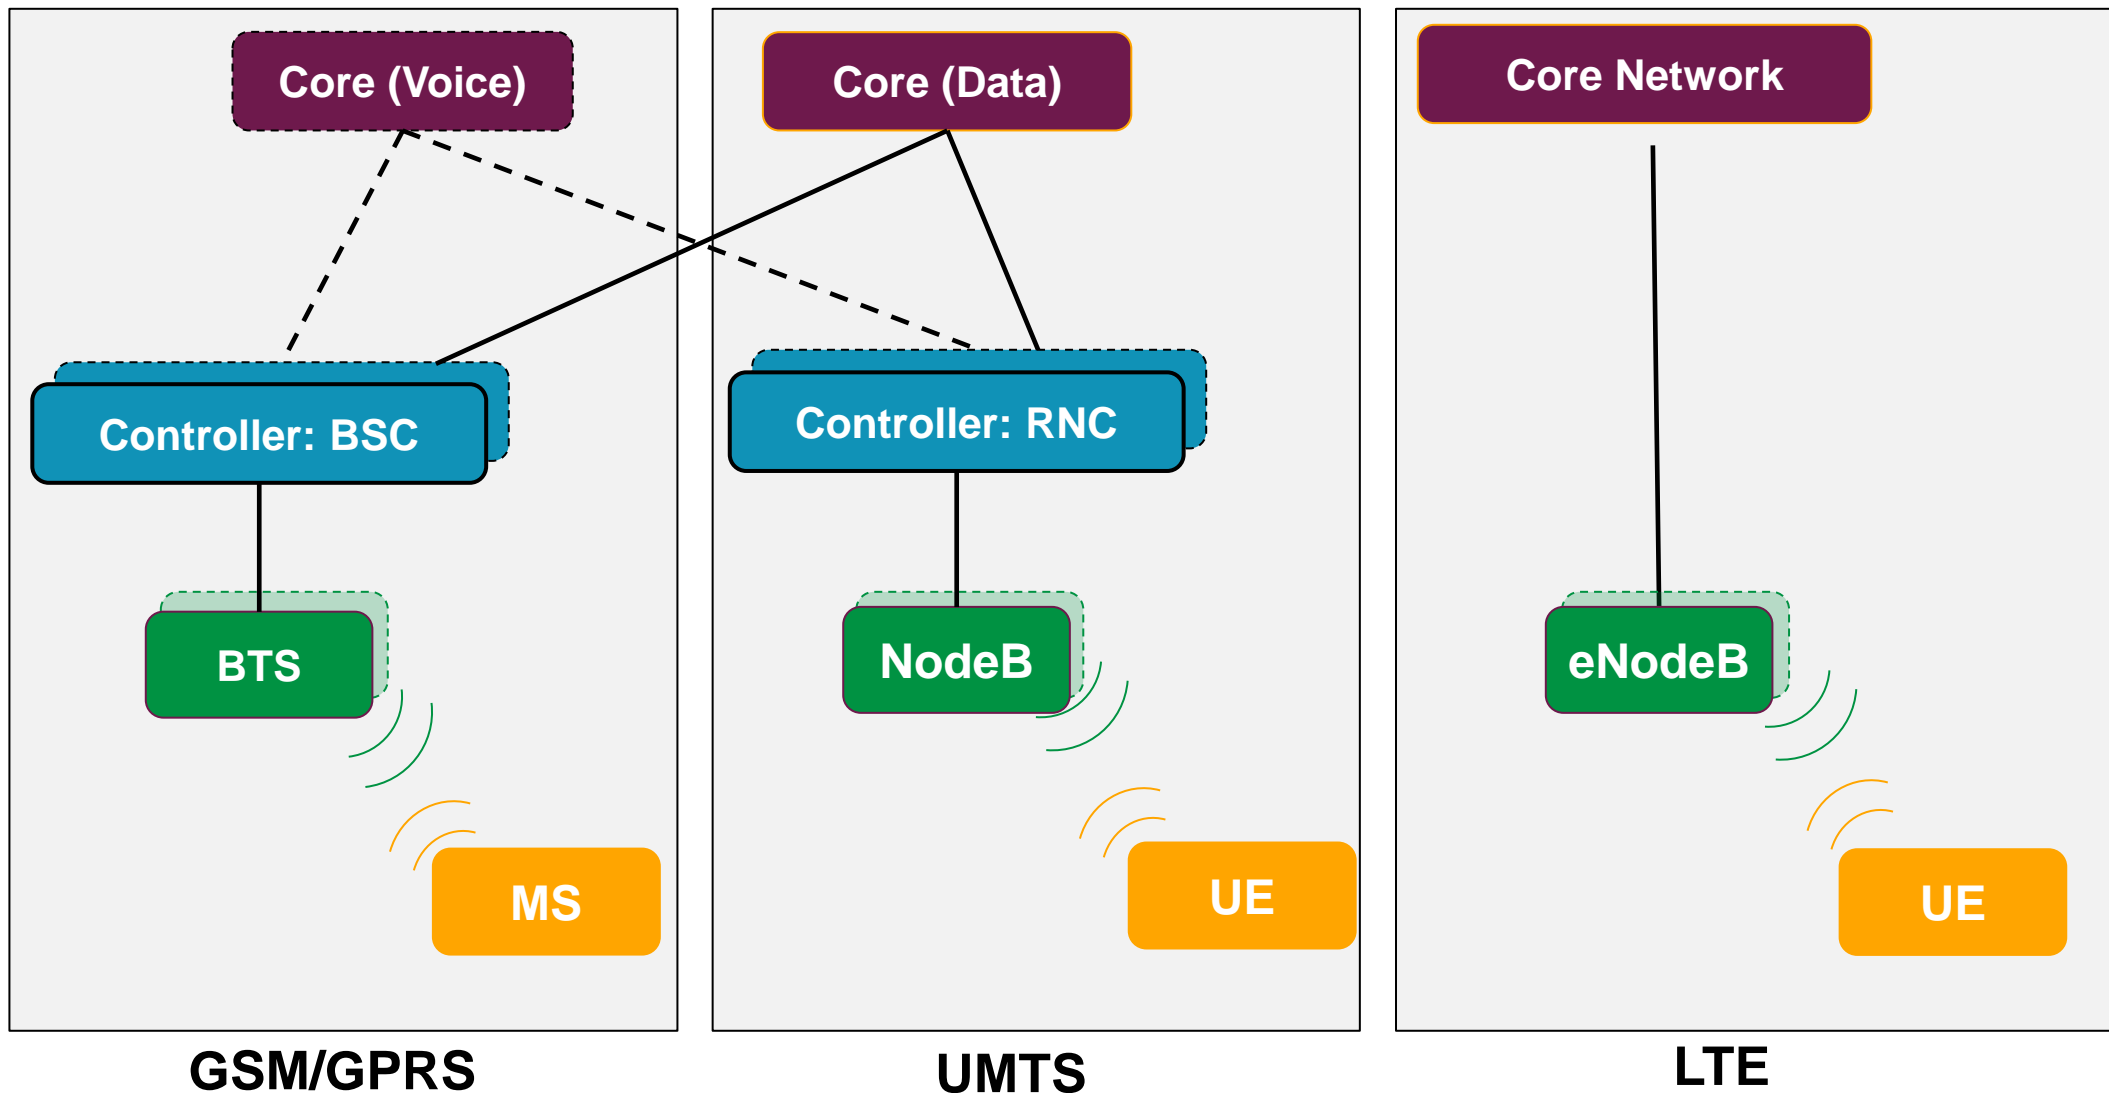 Core (Voice)
Core (Data)
Core Network
Controller: BSC
Controller: RNC
BTS
NodeB
eNodeB
MS
UE
UE
GSM/GPRS
UMTS
LTE